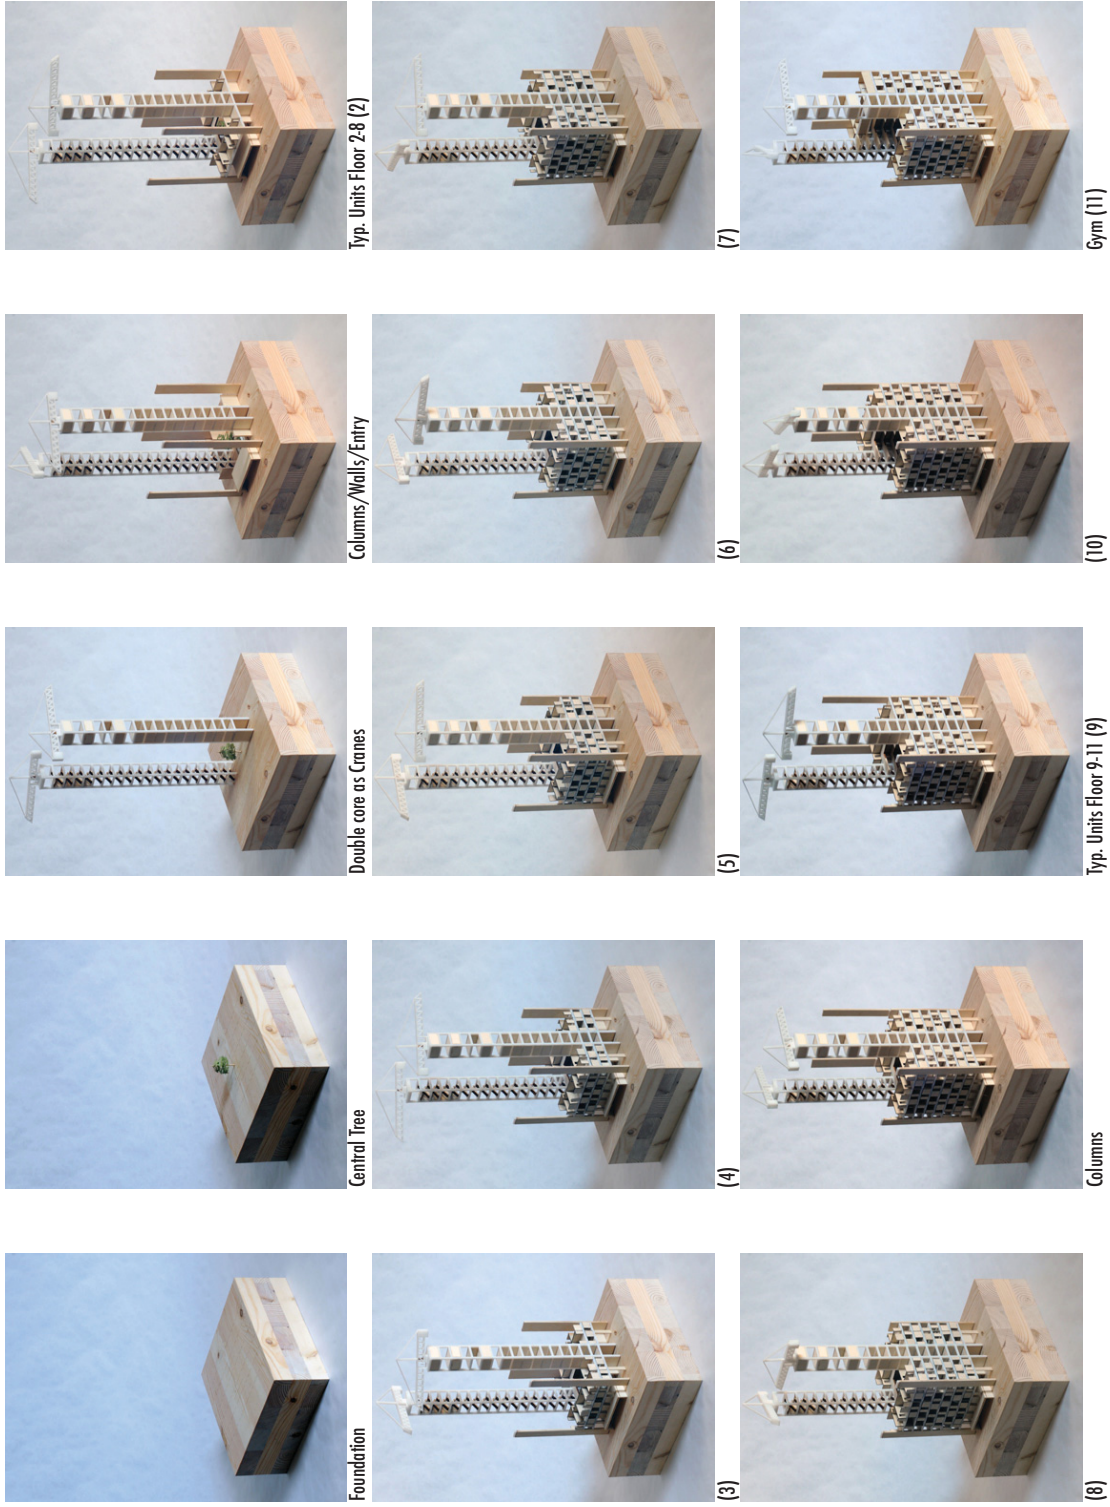 Foundation
Central Tree
Double core as Cranes
Columns/Walls/Entry
Typ. Units Floor 2-8 (2)
(3)
(4)
(5)
(6)
(7)
(8)
Columns
Typ. Units Floor 9-11 (9)
(10)
Gym (11)